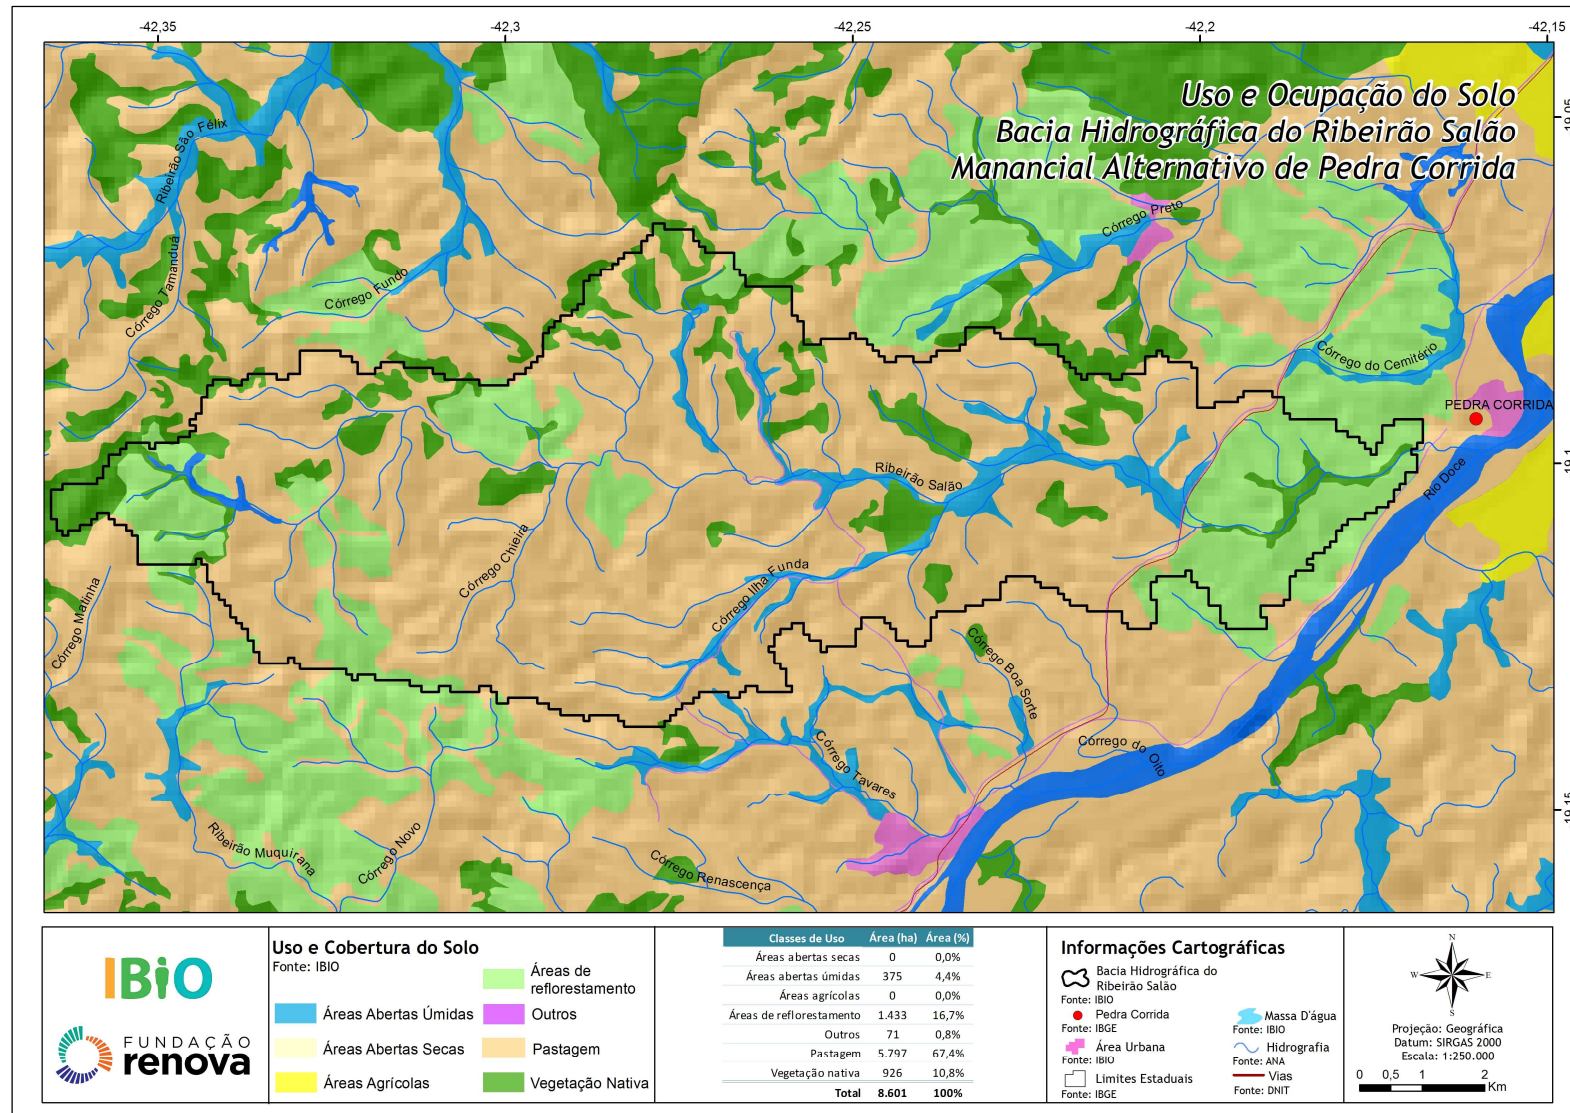 -42,35
-42,3
-42,25
-42,2
-42,15
Uso e Ocupação do Solo
Bacia Hidrográfica do Ribeirão Salão
Manancial Alternativo de Pedra Corrida
Ribeirão São Félix
Córrego Tamanduá
Córrego Fundo
Córrego Preto
Córrego do Cemitério
PEDRA CORRIDA
Ribeirão Salão
Rio Doce
Córrego Chieira
Córrego Ilha Funda
Córrego Matinha
Córrego Boa Sorte
Córrego do Oito
Córrego Tavares
Ribeirão Muquirana
Córrego Novo
Córrego Renascença
IBIO
FUNDAÇÃO
renova
Uso e Cobertura do Solo
Fonte: IBIO
Áreas Abertas Úmidas
Áreas Abertas Secas
Áreas Agrícolas
Áreas de
reflorestamento
Outros
Pastagem
Vegetação Nativa
Classes de Uso Área (ha) Área (%)
Áreas abertas secas 0 0,0%
Áreas abertas úmidas 375 4,4%
Áreas agrícolas 0 0,0%
Áreas de reflorestamento 1.433 16,7%
Outros 71 0,8%
Pastagem 5.797 67,4%
Vegetação nativa 926 10,8%
Total 8.601 100%
Informações Cartográficas
Bacia Hidrográfica do
Ribeirão Salão
Fonte: IBIO
Pedra Corrida
Fonte: IBGE
Área Urbana
Fonte: IBIO
Limites Estaduais
Fonte: IBGE
Massa D'água
Fonte: IBIO
Hidrografia
Fonte: ANA
Vias
Fonte: DNIT
N
W E
S
Projeção: Geográfica
Datum: SIRGAS 2000
Escala: 1:250.000
0 0,5 1 2
Km